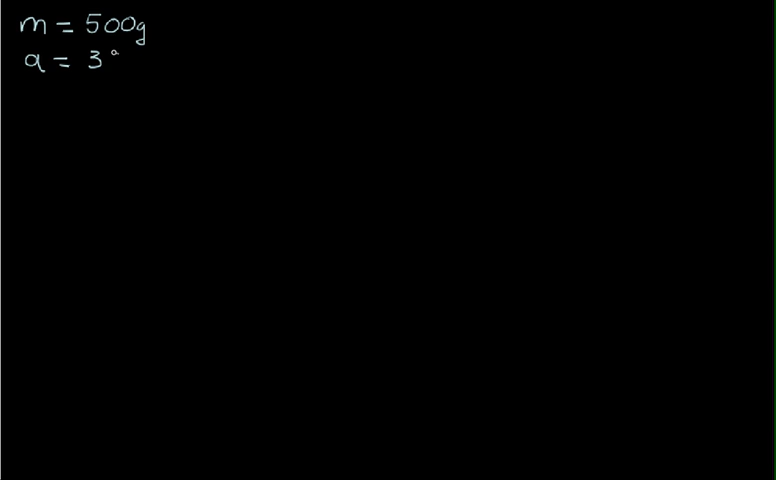 m = 500g
a = 3°